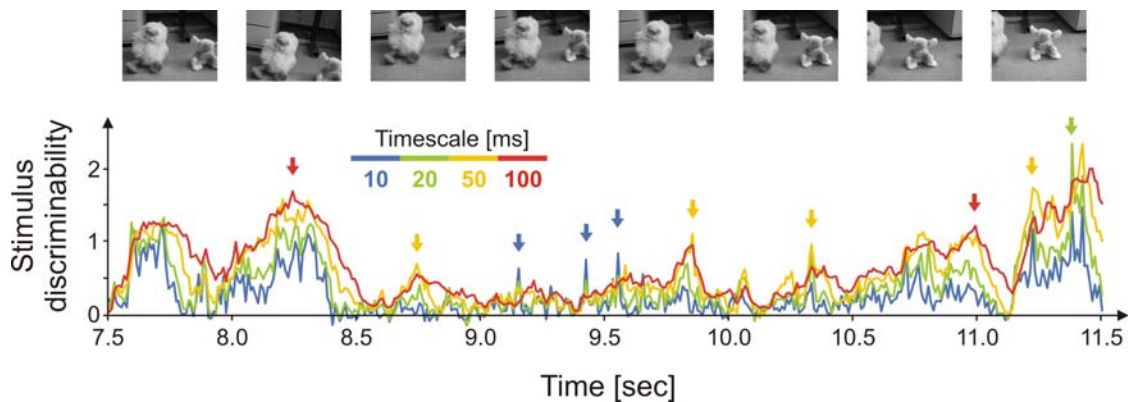 Timescale [ms]
10 20 50 100
Stimulus
discriminability
2
1
0
7.5 8.0 8.5 9.0 9.5 10.0 10.5 11.0 11.5
Time [sec]